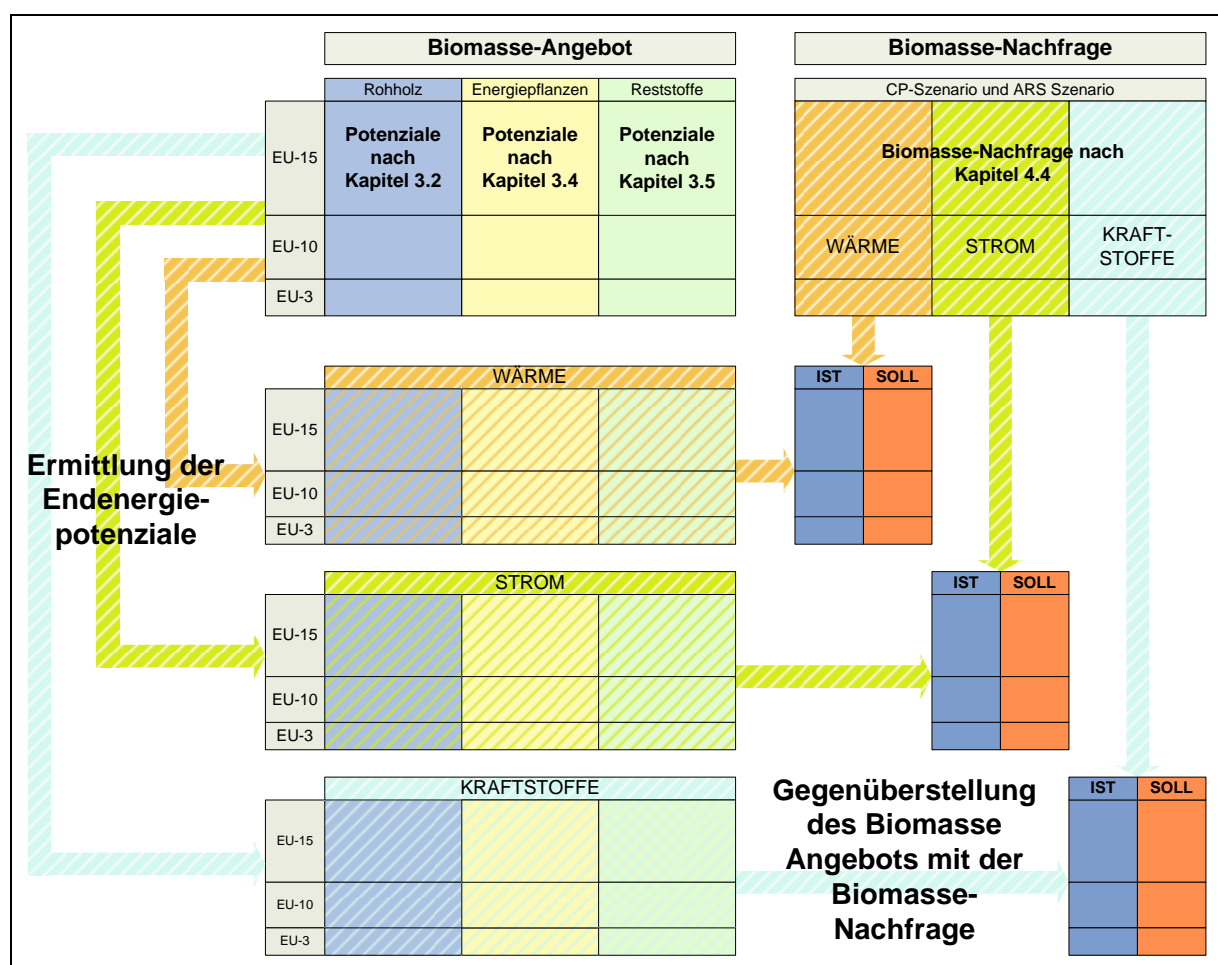 Biomasse-Angebot
Biomasse-Nachfrage
Rohholz
Energiepflanzen
Reststoffe
CP-Szenario und ARS Szenario
EU-15
Potenziale
nach
Kapitel 3.2
Potenziale
nach
Kapitel 3.4
Potenziale
nach
Kapitel 3.5
Biomasse-Nachfrage nach
Kapitel 4.4
EU-10
WÄRME
STROM
KRAFT-
STOFFE
EU-3
WÄRME
IST
SOLL
EU-15
EU-10
EU-3
Ermittlung der
Endenergie-
potenziale
STROM
IST
SOLL
EU-15
EU-10
EU-3
KRAFTSTOFFE
IST
SOLL
EU-15
EU-10
EU-3
Gegenüberstellung
des Biomasse
Angebots mit der
Biomasse-
Nachfrage